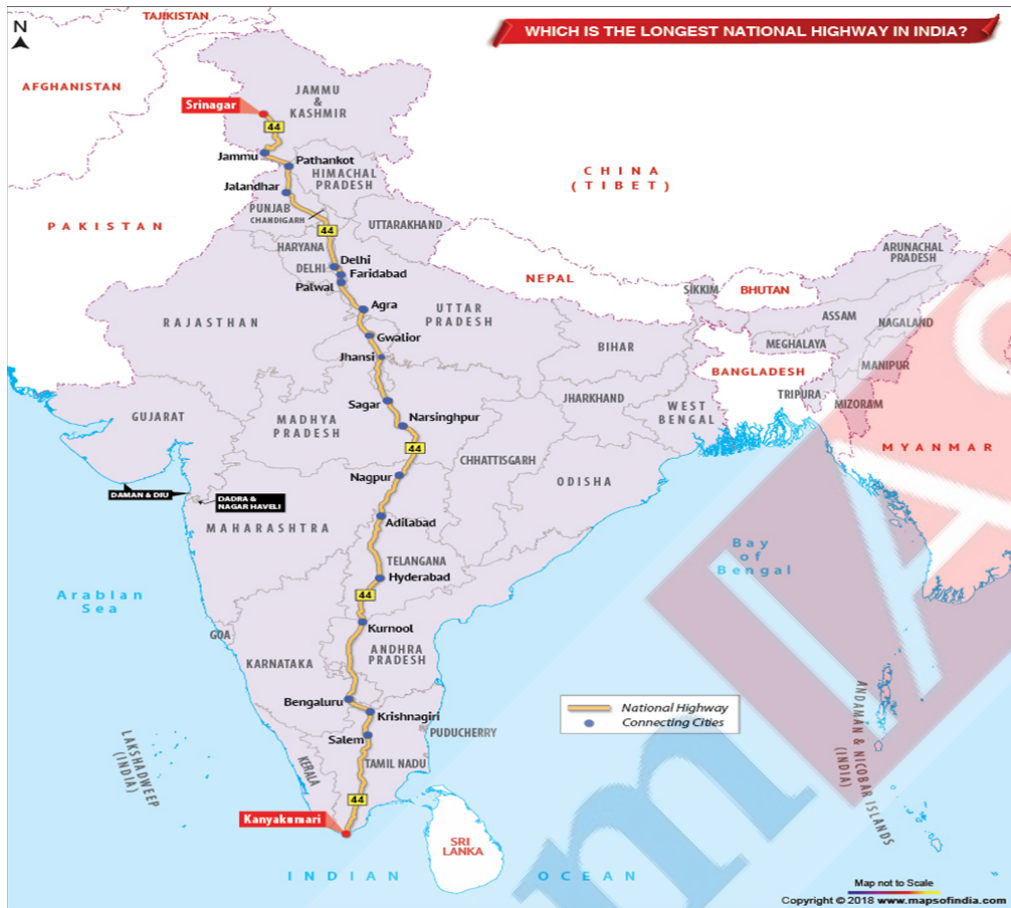 N
WHICH IS THE LONGEST NATIONAL HIGHWAY IN INDIA?
TAJIKISTAN
AFGHANISTAN
JAMMU
&
KASHMIR
Srinagar
44
Jammu
Pathankot
HIMACHAL
PRADESH
CHINA
(TIBET)
Jalandhar
PUNJAB
CHANDIGARH
PAKISTAN
UTTARAKHAND
44
HARYANA
DELHI
Delhi
Faridabad
Palwal
ARUNACHAL
PRADESH
NEPAL
SIKKIM
BHUTAN
Agra
UTTAR
PRADESH
RAJASTHAN
ASSAM
NAGALAND
Gwalior
BIHAR
MEGHALAYA
Jhansi
MANIPUR
BANGLADESH
TRIPURA
MIZORAM
Sagar
JHARKHAND
WEST
BENGAL
GUJARAT
MADHYA
PRADESH
Narsinghpur
44
MYANMAR
CHHATTISGARH
Nagpur
ODISHA
DAMAN & DIU
DADRA &
NAGAR HAVELI
MAHARASHTRA
Adilabad
Bay
of
Bengal
TELANGANA
Hyderabad
Arabian
Sea
44
Kurnool
GOA
ANDHRA
PRADESH
KARNATAKA
Bengaluru
Krishnagiri
National Highway
Connecting Cities
PUDUCHERRY
Salem
LAKSHADWEEP
(INDIA)
KERALA
TAMIL NADU
ANDAMAN & NICOBAR ISLANDS
(INDIA)
44
Kanyakumari
SRI
LANKA
INDIAN OCEAN
Map not to Scale
Copyright © 2018 www.mapsofindia.com